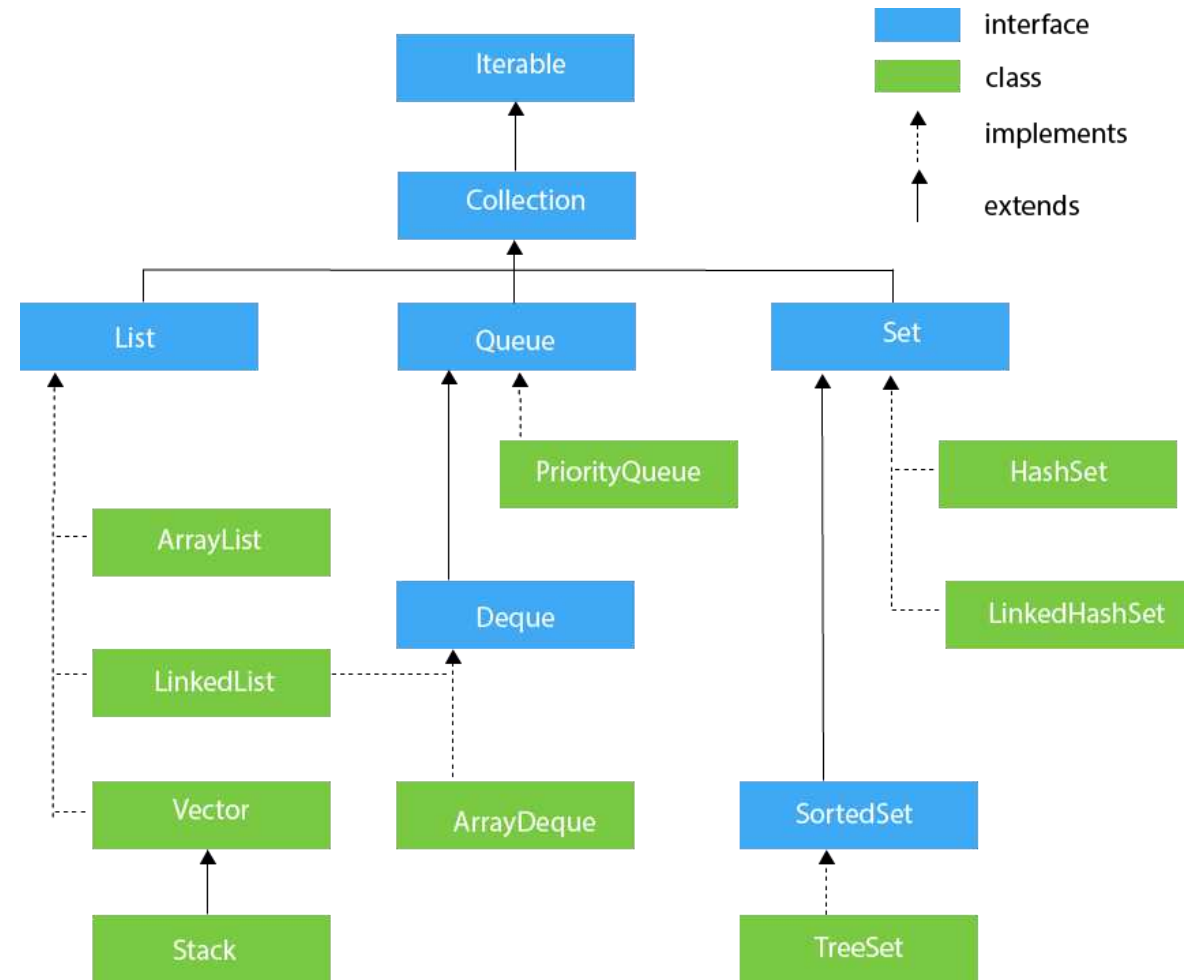 interface
class
implements
extends
Iterable
Collection
List
Queue
Set
PriorityQueue
HashSet
ArrayList
Deque
LinkedHashSet
LinkedList
Vector
ArrayDeque
SortedSet
Stack
TreeSet